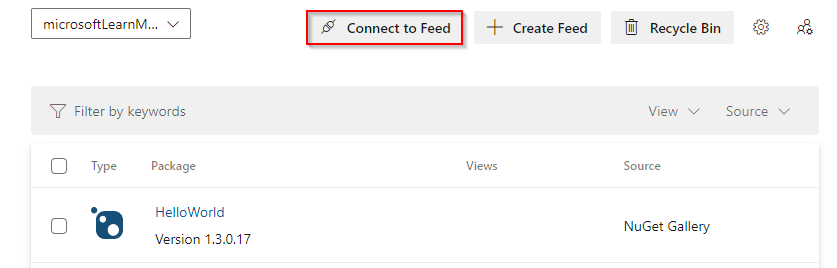 microsoftLearnM... Connect to Feed Create Feed Recycle Bin
Filter by keywords View Source
Type Package Views Source
HelloWorld
Version 1.3.0.17 NuGet Gallery